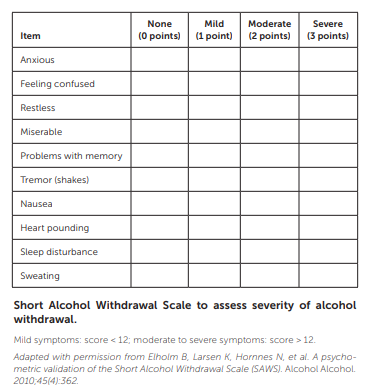 Item None (0 points) Mild (1 point) Moderate (2 points) Severe (3 points)
Anxious
Feeling confused
Restless
Miserable
Problems with memory
Tremor (shakes)
Nausea
Heart pounding
Sleep disturbance
Sweating
Short Alcohol Withdrawal Scale to assess severity of alcohol
withdrawal.
Mild symptoms: score < 12; moderate to severe symptoms: score > 12.
Adapted with permission from Elholm B, Larsen K, Hornnes N, et al. A psycho-
metric validation of the Short Alcohol Withdrawal Scale (SAWS). Alcohol Alcohol.
2010;45(4):362.